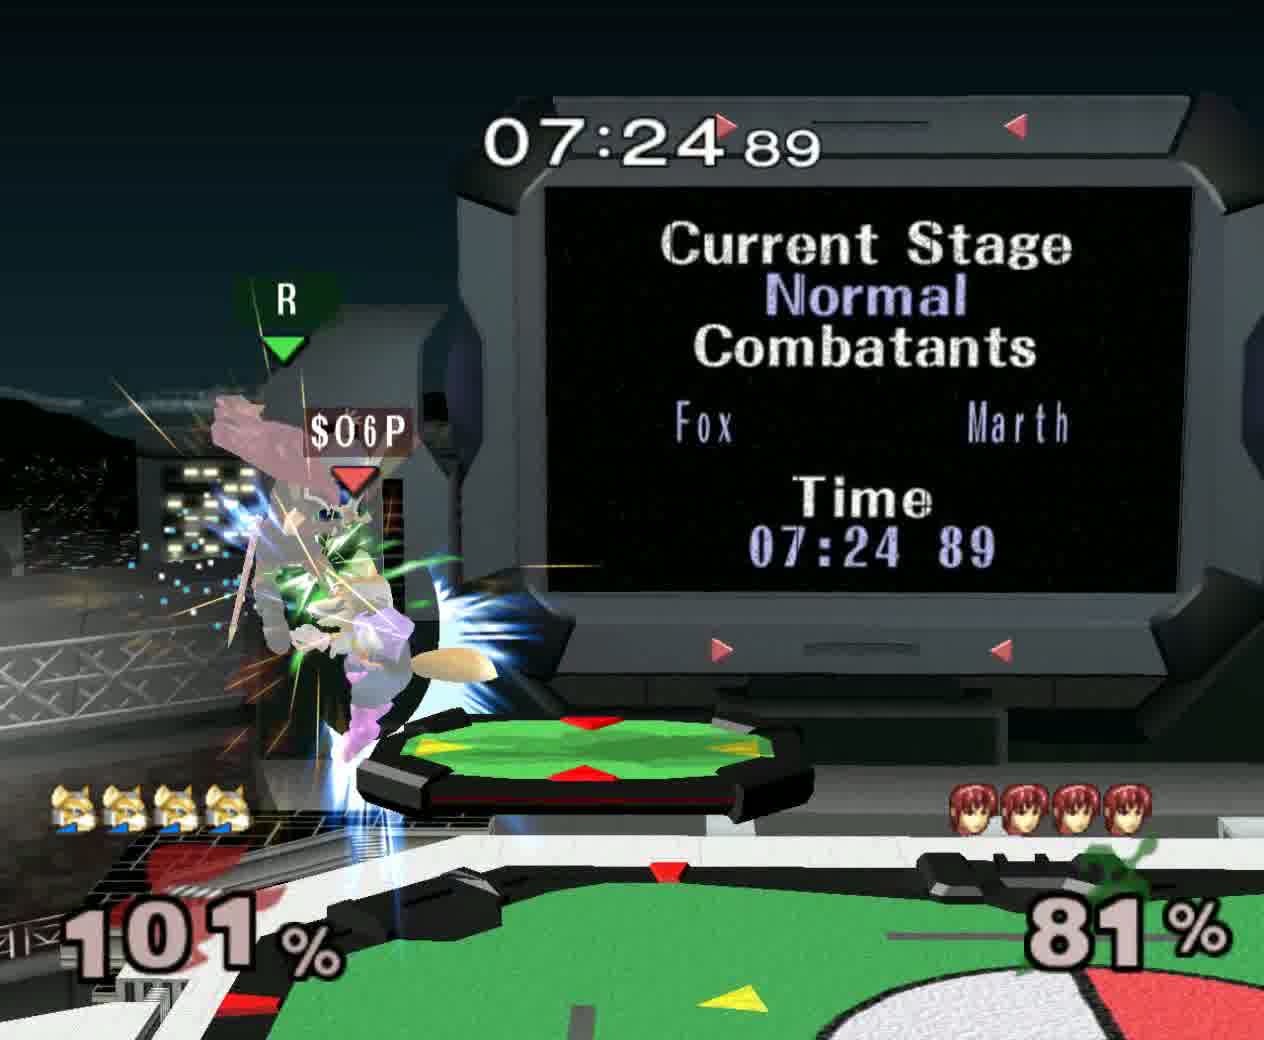 07:24 89
Current Stage
Normal
Combatants
R
$O6P
Fox Marth
Time
07:24 89
101%
81%